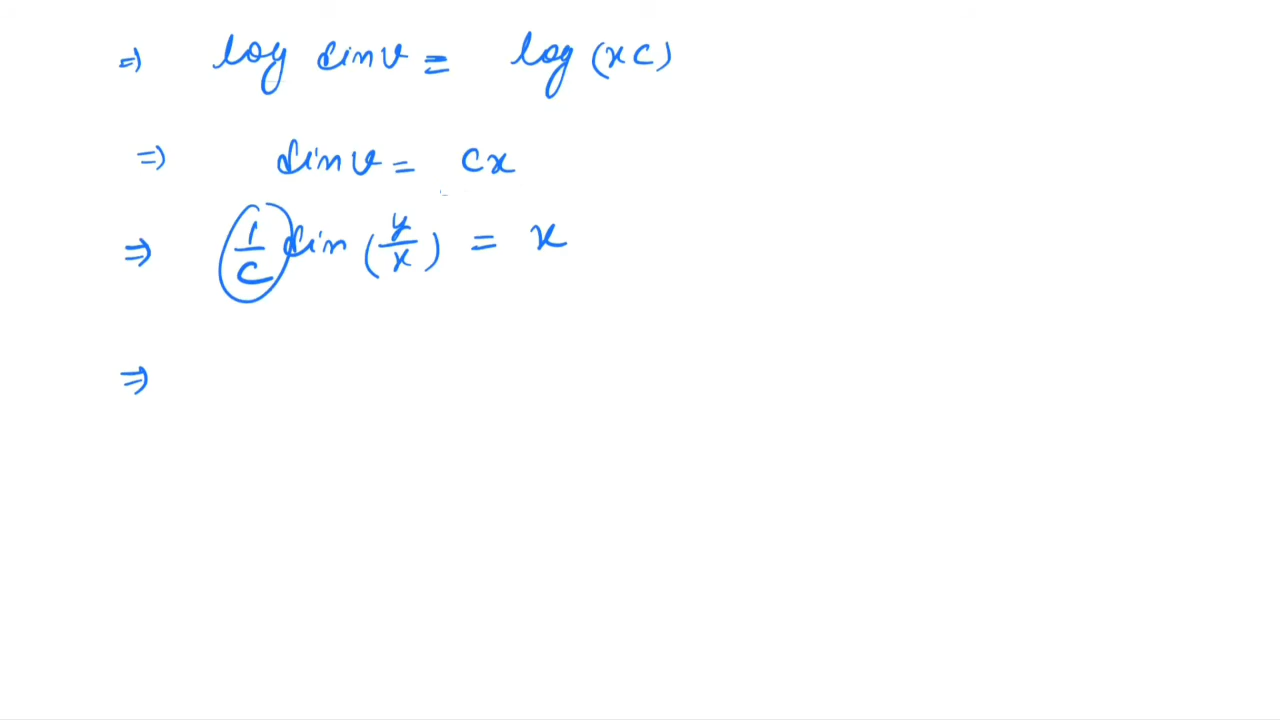 ⇒ log sin v = log (xc)
⇒ sin v = cx
⇒ 1/c sin (y/x) = x
⇒